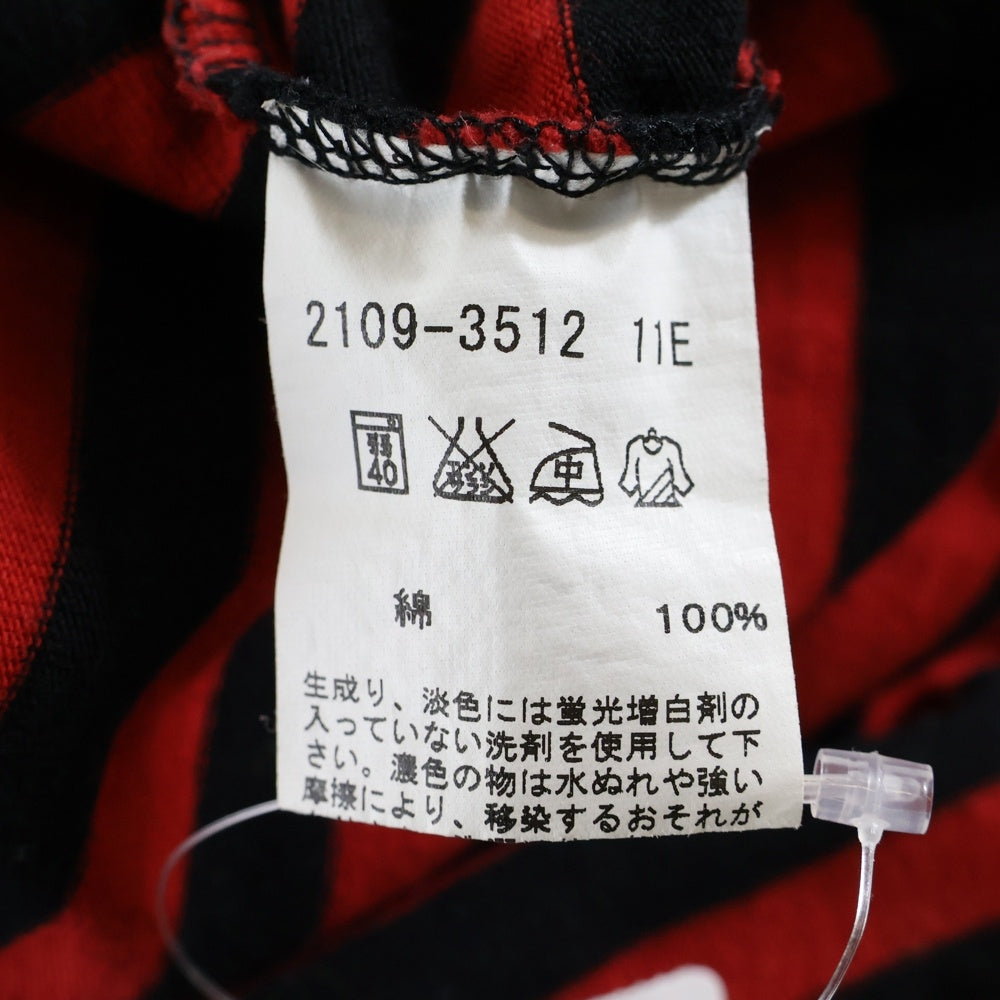 2109-3512 11E
40 中
綿 100%
生成り、淡色には蛍光増白剤の
入っていない洗剤を使用して下
さい。濃色の物は水ぬれや強い
摩擦により、移染するおそれが